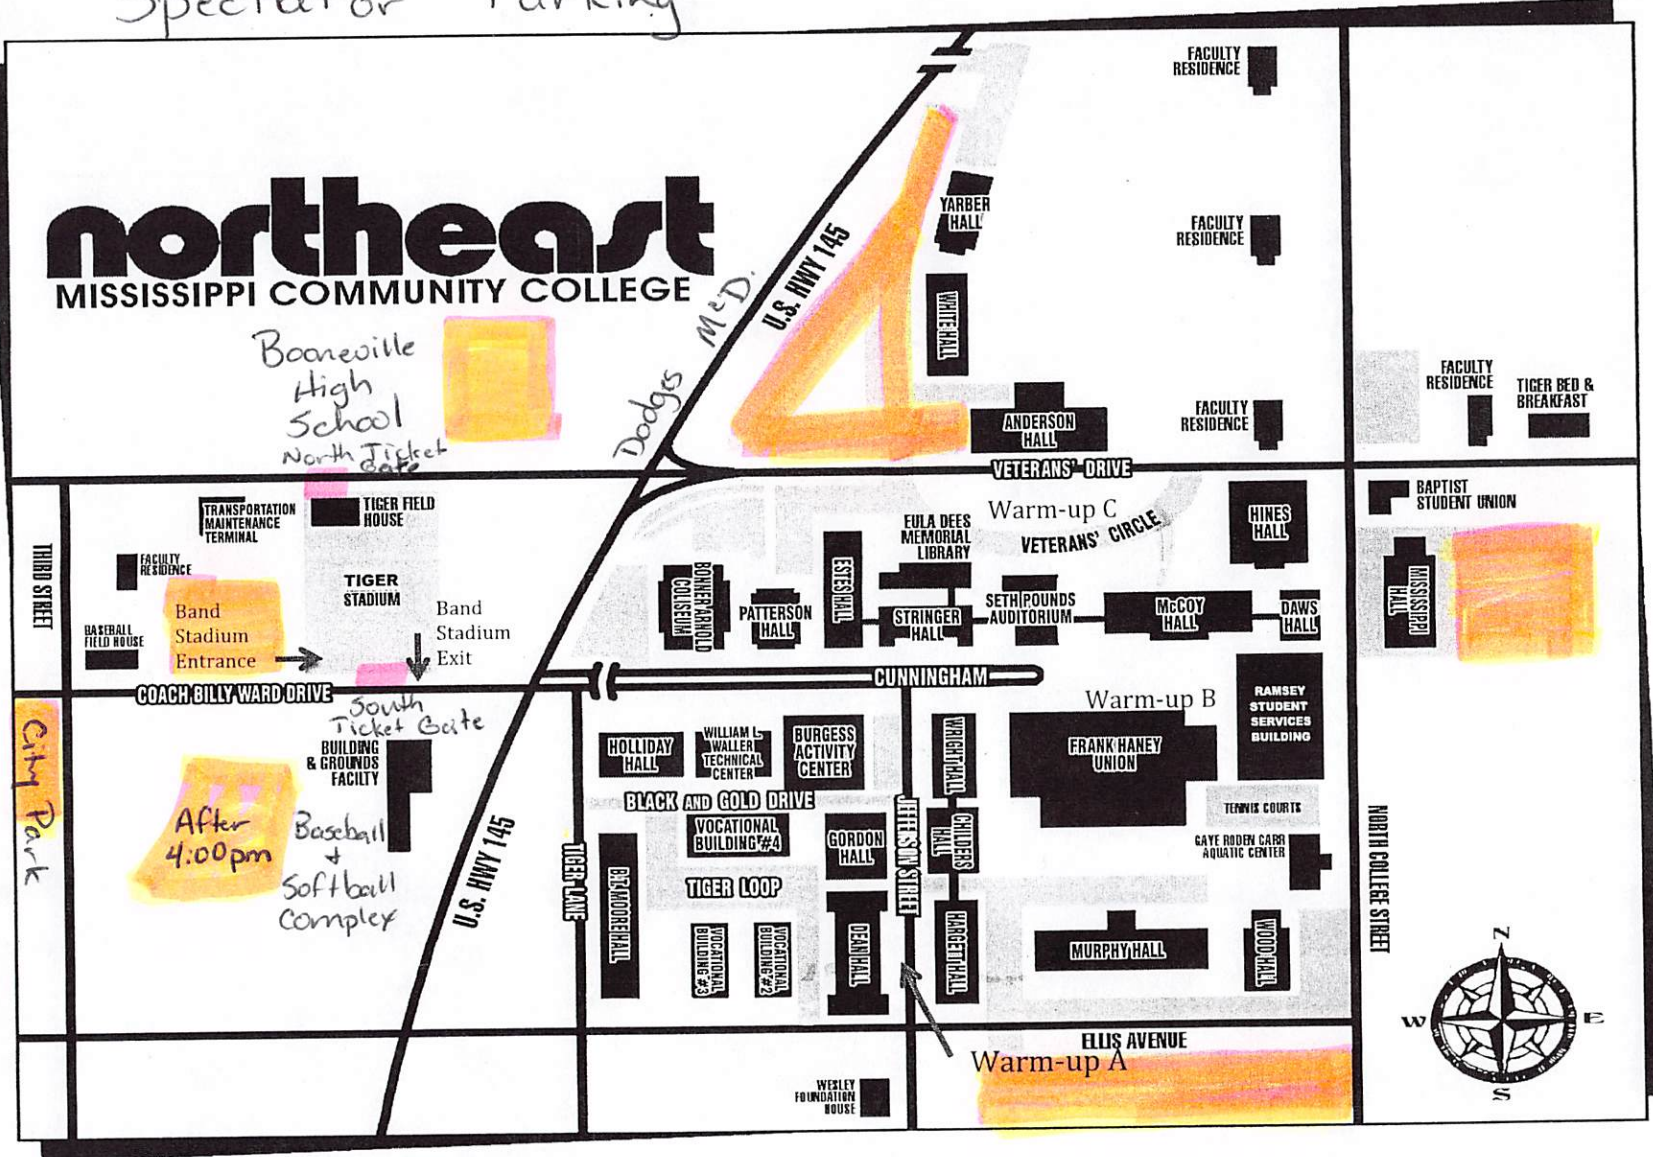 Spectator Parking
northeast
MISSISSIPPI COMMUNITY COLLEGE
FACULTY
RESIDENCE
YARBER
HALL
FACULTY
RESIDENCE
U.S. HWY 145
McD.
Dodges
WHITE HALL
Booneville
High
School
North Ticket
Gate
FACULTY
RESIDENCE
ANDERSON
HALL
FACULTY
RESIDENCE
TIGER BED &
BREAKFAST
VETERANS' DRIVE
TRANSPORTATION
MAINTENANCE
TERMINAL
TIGER FIELD
HOUSE
Warm-up C
VETERANS' CIRCLE
EULA DEES
MEMORIAL
LIBRARY
HINES
HALL
BAPTIST
STUDENT UNION
THIRD STREET
FACULTY
RESIDENCE
TIGER
STADIUM
Band
Stadium
Entrance
Band
Stadium
Exit
BASEBALL
FIELD HOUSE
BONNER ARNOLD
COLISEUM
PATTERSON
HALL
ESTES HALL
STRINGER
HALL
SETH POUNDS
AUDITORIUM
McCOY
HALL
DAWS
HALL
MISSISSIPPI
HALL
COACH BILLY WARD DRIVE
CUNNINGHAM
South
Ticket Gate
City Park
BUILDING
& GROUNDS
FACILTY
After
4:00pm
Baseball
+
Softball
Complex
U.S. HWY 145
TIGER LANE
HOLLIDAY
HALL
WILLIAM L.
WALLER
TECHNICAL
CENTER
BURGESS
ACTIVITY
CENTER
WRIGHT HALL
Warm-up B
FRANK HANEY
UNION
RAMSEY
STUDENT
SERVICES
BUILDING
BLACK AND GOLD DRIVE
JEFFERSON STREET
TENNIS COURTS
NORTH COLLEGE STREET
VOCATIONAL
BUILDING #4
GORDON
HALL
CHILDERS
HALL
GAYE RODEN CARR
AQUATIC CENTER
TIGER LOOP
VOCATIONAL
BUILDING #3
VOCATIONAL
BUILDING #2
DEAN HALL
HARGETT HALL
MURPHY HALL
WOOD HALL
ELLIS AVENUE
Warm-up A
WESLEY
FOUNDATION
HOUSE
N
W
E
S